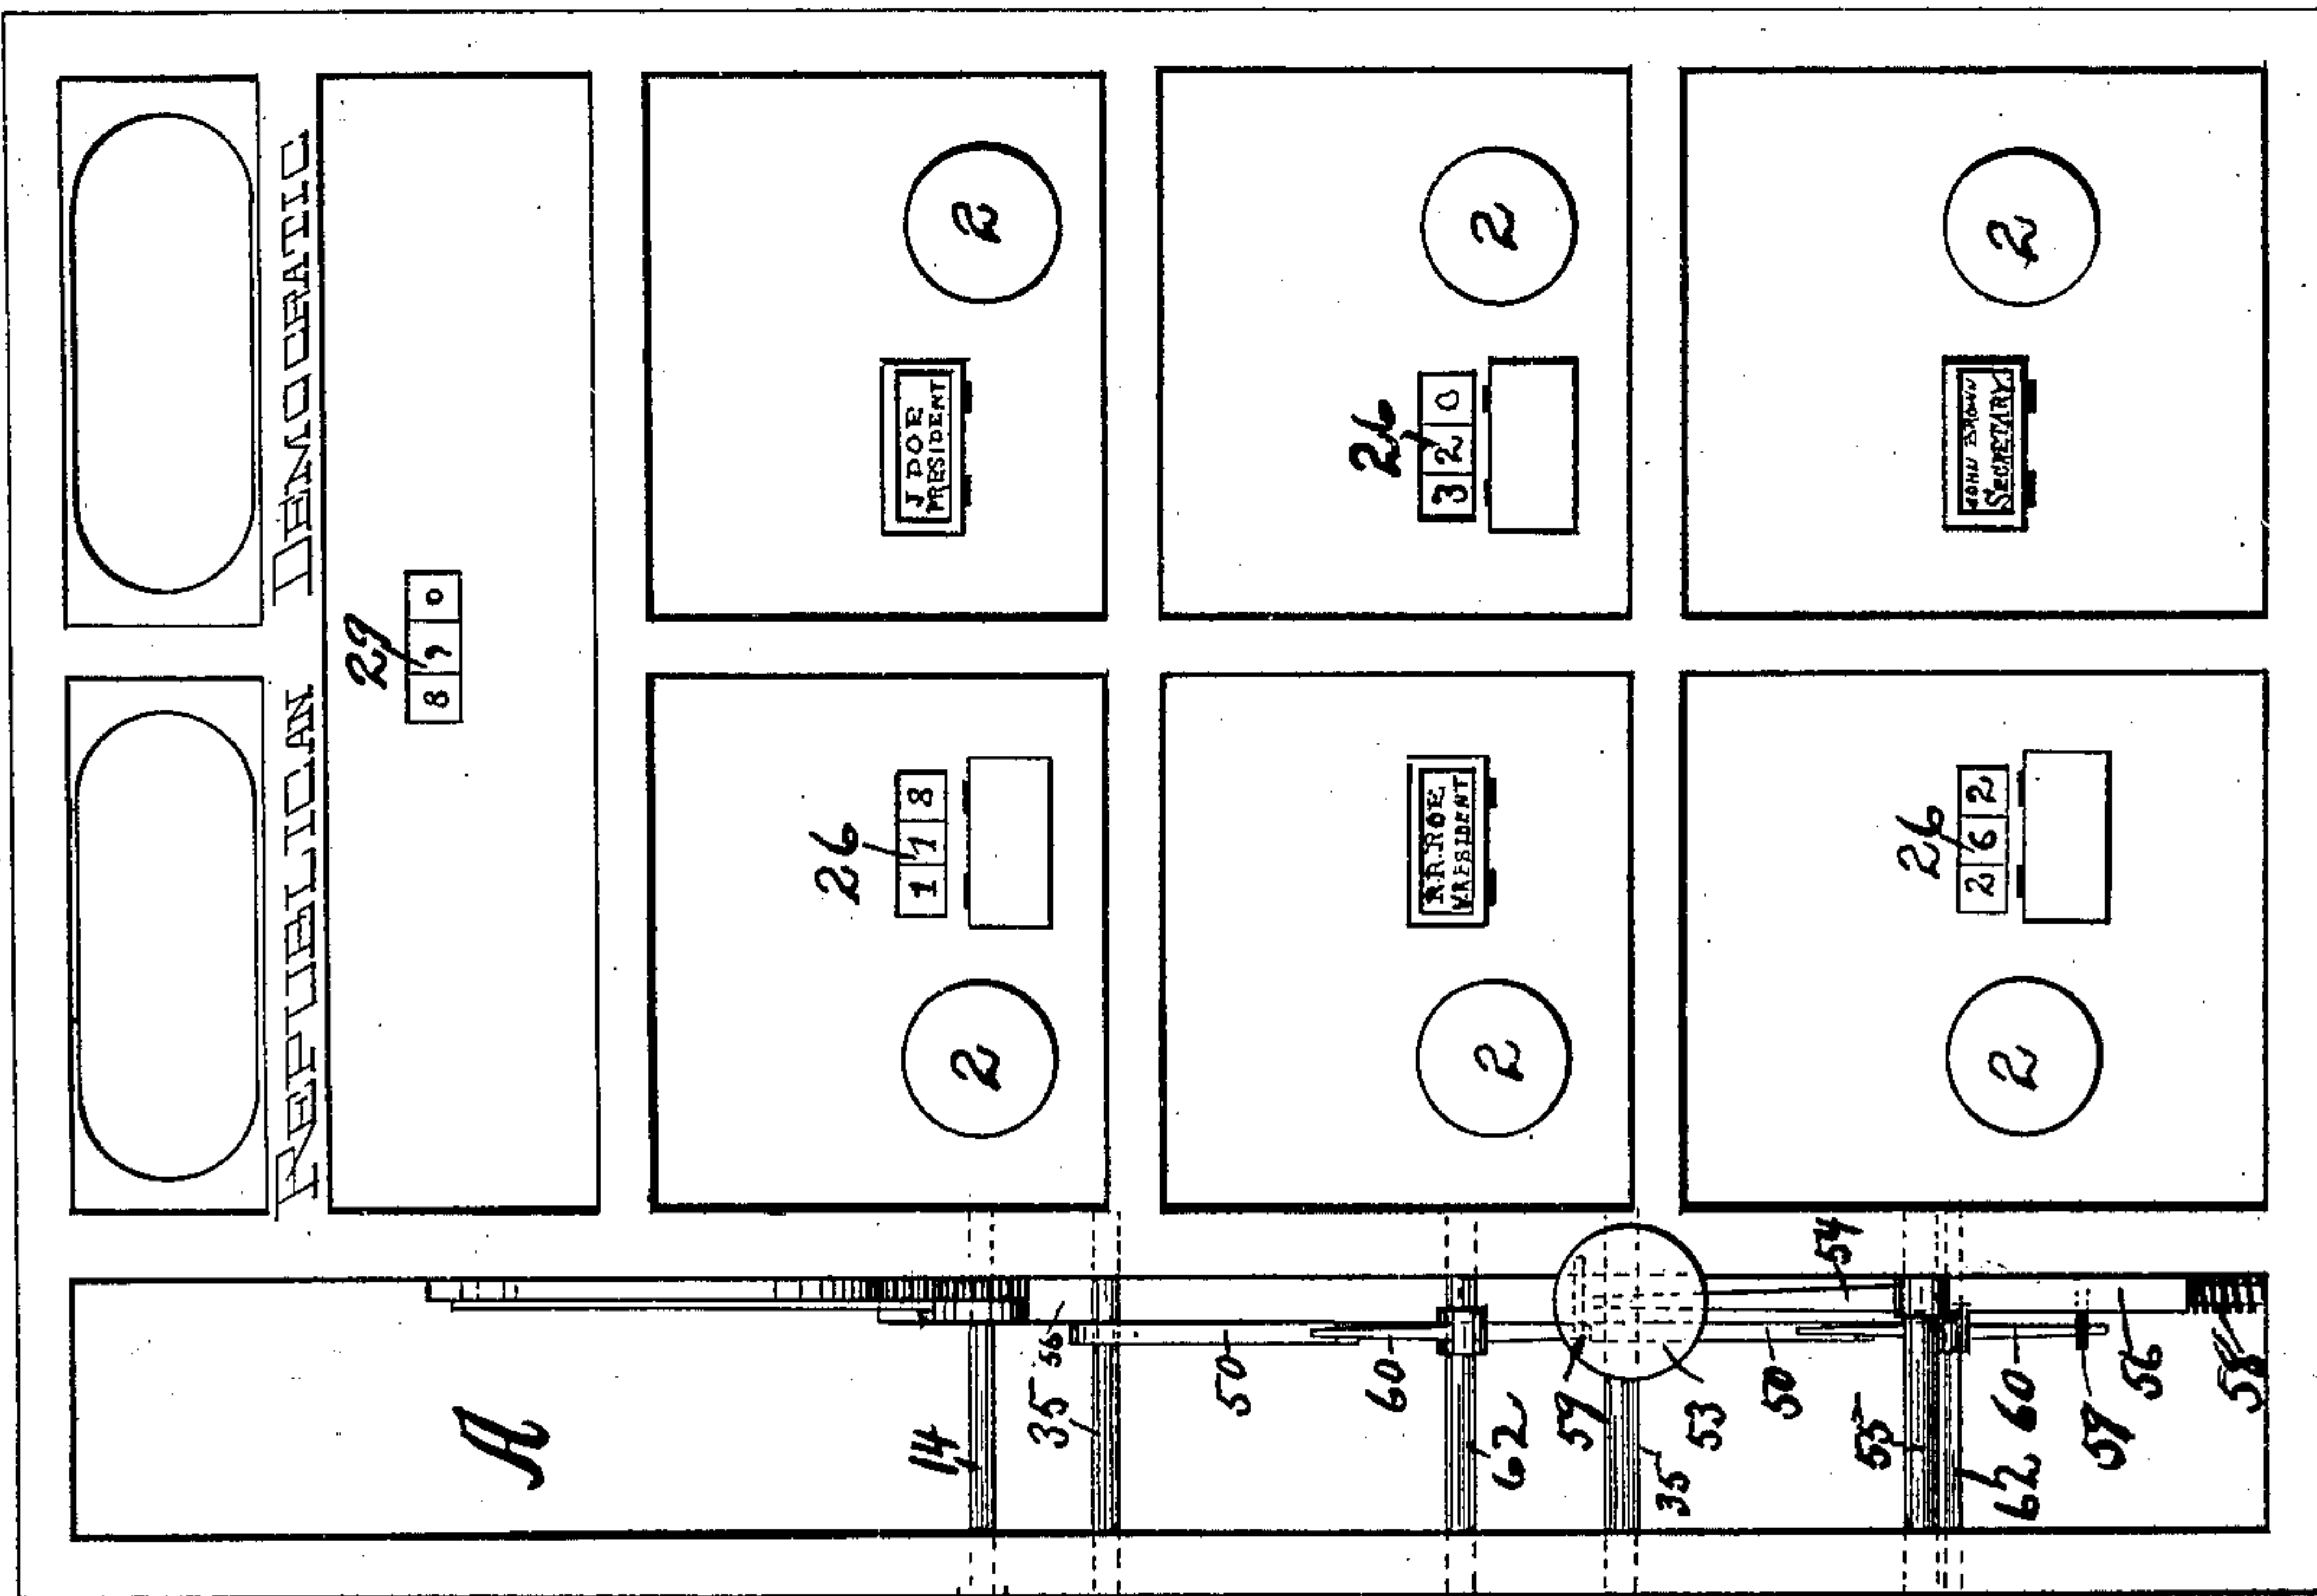 REPUBLICAN DEMOCRATIC
29
8 9 0
A
26
1 1 8
J DOE
PRESIDENT
2 2
14
35 56
50
60
26
3 2 0
R.R.ROE
V.PRESIDENT
2 2
62
59
35
53
50
55 54
26
2 6 2
JOHN BROWN
SECRETARY
2 2
62 60
59
56
58